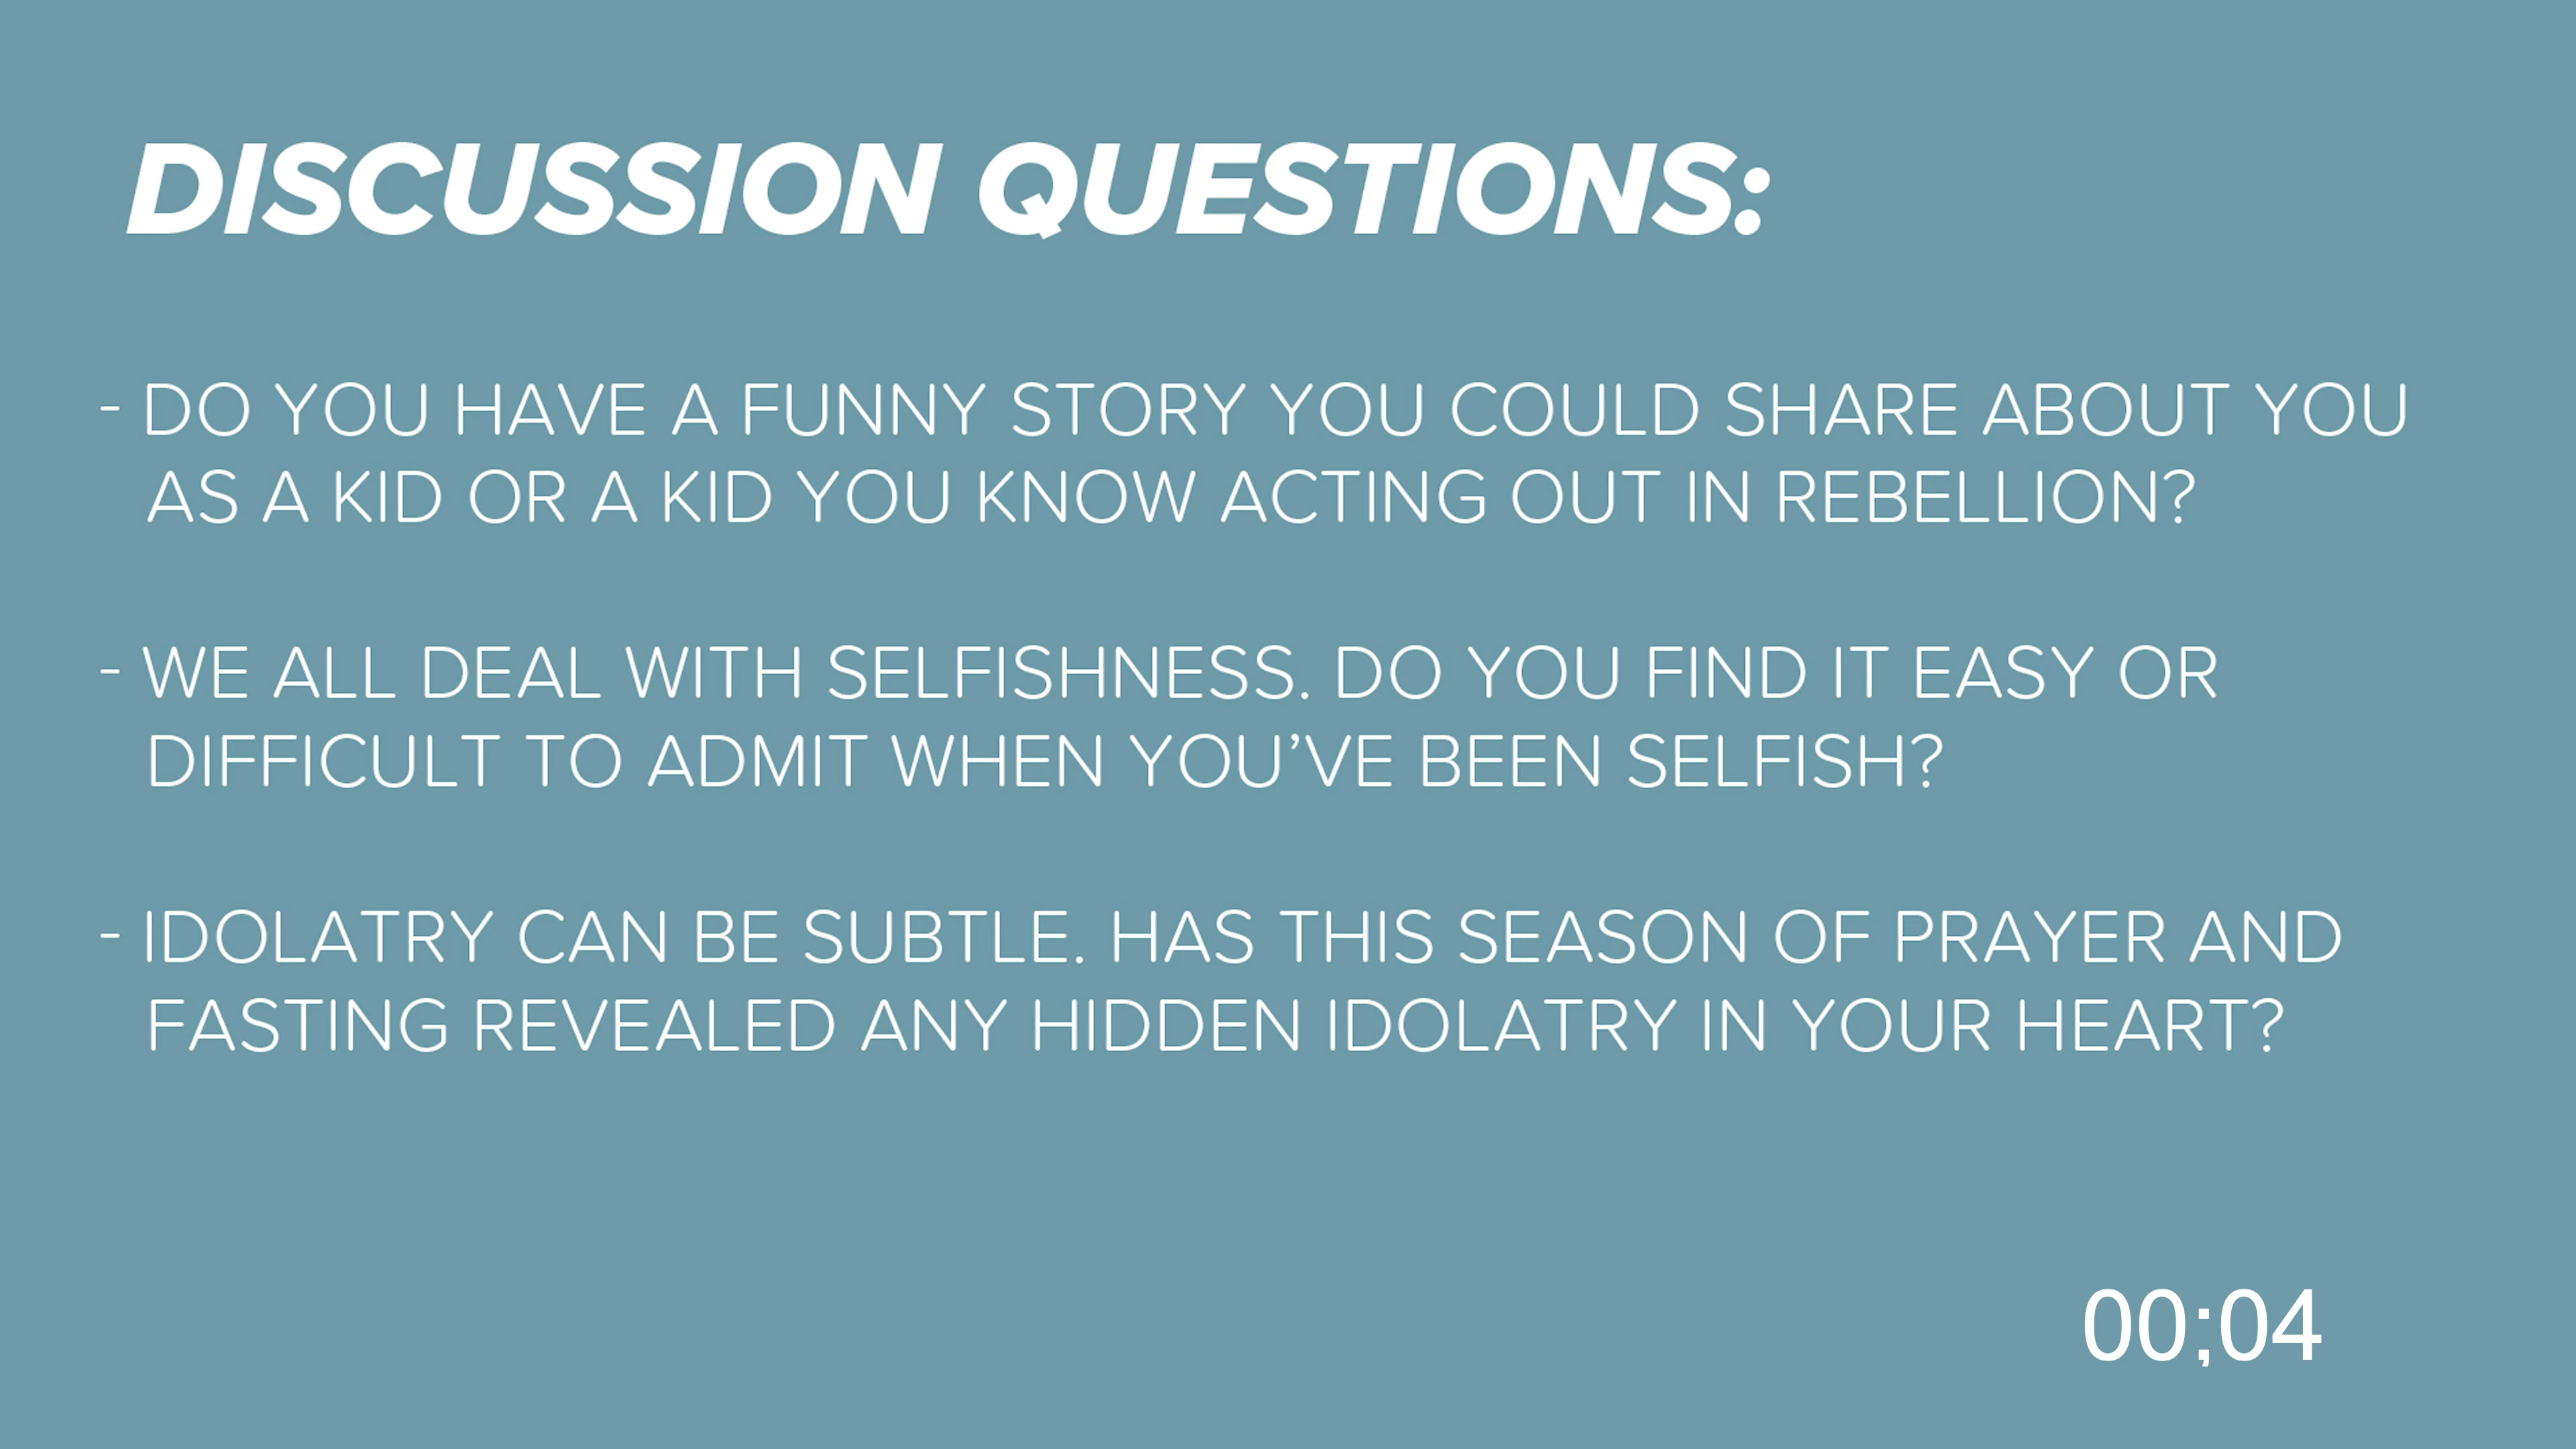 DISCUSSION QUESTIONS:
- DO YOU HAVE A FUNNY STORY YOU COULD SHARE ABOUT YOU
AS A KID OR A KID YOU KNOW ACTING OUT IN REBELLION?
- WE ALL DEAL WITH SELFISHNESS. DO YOU FIND IT EASY OR
DIFFICULT TO ADMIT WHEN YOU’VE BEEN SELFISH?
- IDOLATRY CAN BE SUBTLE. HAS THIS SEASON OF PRAYER AND
FASTING REVEALED ANY HIDDEN IDOLATRY IN YOUR HEART?
00;04